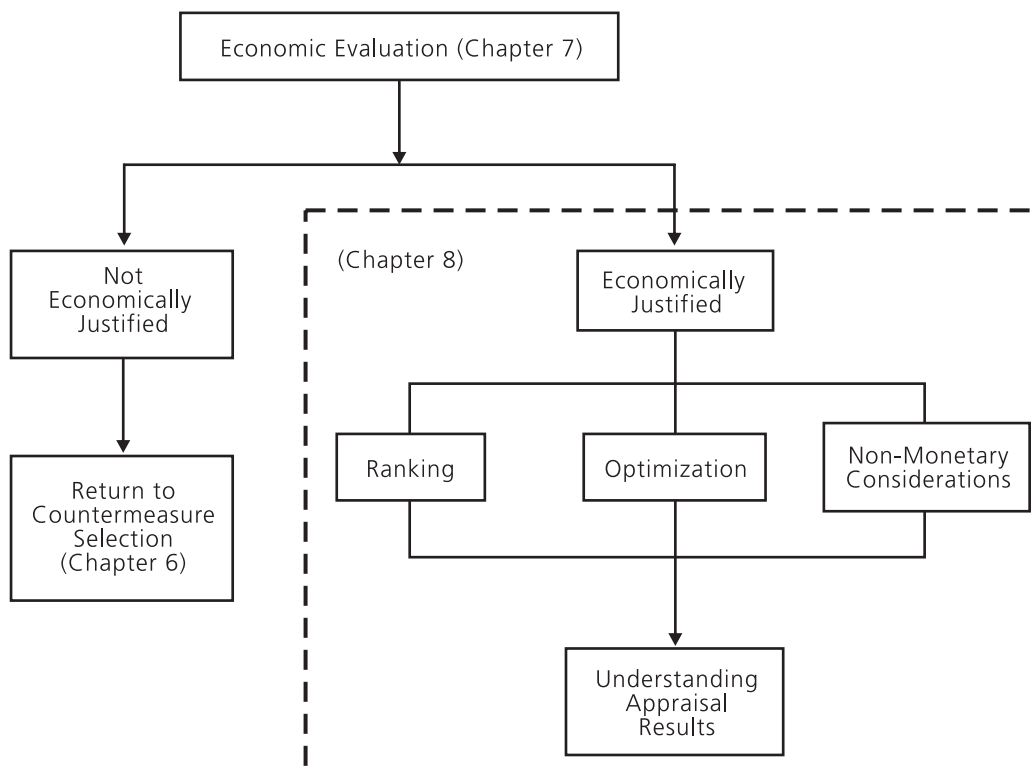 Economic Evaluation (Chapter 7)
Not
Economically
Justified
Return to
Countermeasure
Selection
(Chapter 6)
(Chapter 8)
Economically
Justified
Ranking
Optimization
Non-Monetary
Considerations
Understanding
Appraisal
Results